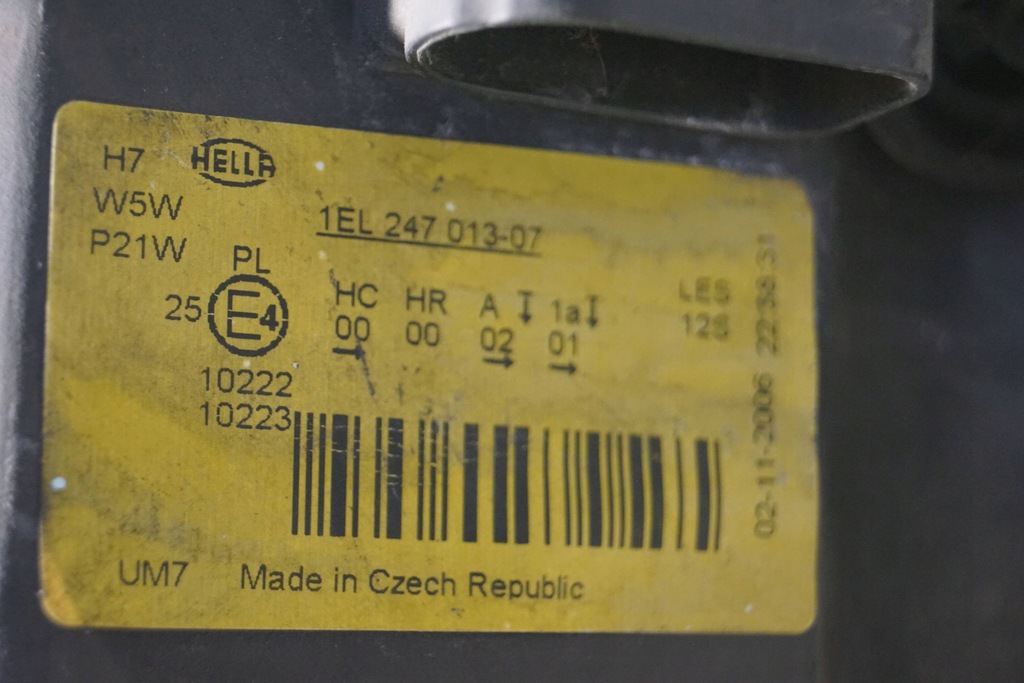 H7
HELLA
W5W
P21W
1EL 247 013-07
PL
25 E4
HC HR A 1a
00 00 02 01
10222
10223
LES
12S
02-11-2006 22:58
UM7 Made in Czech Republic